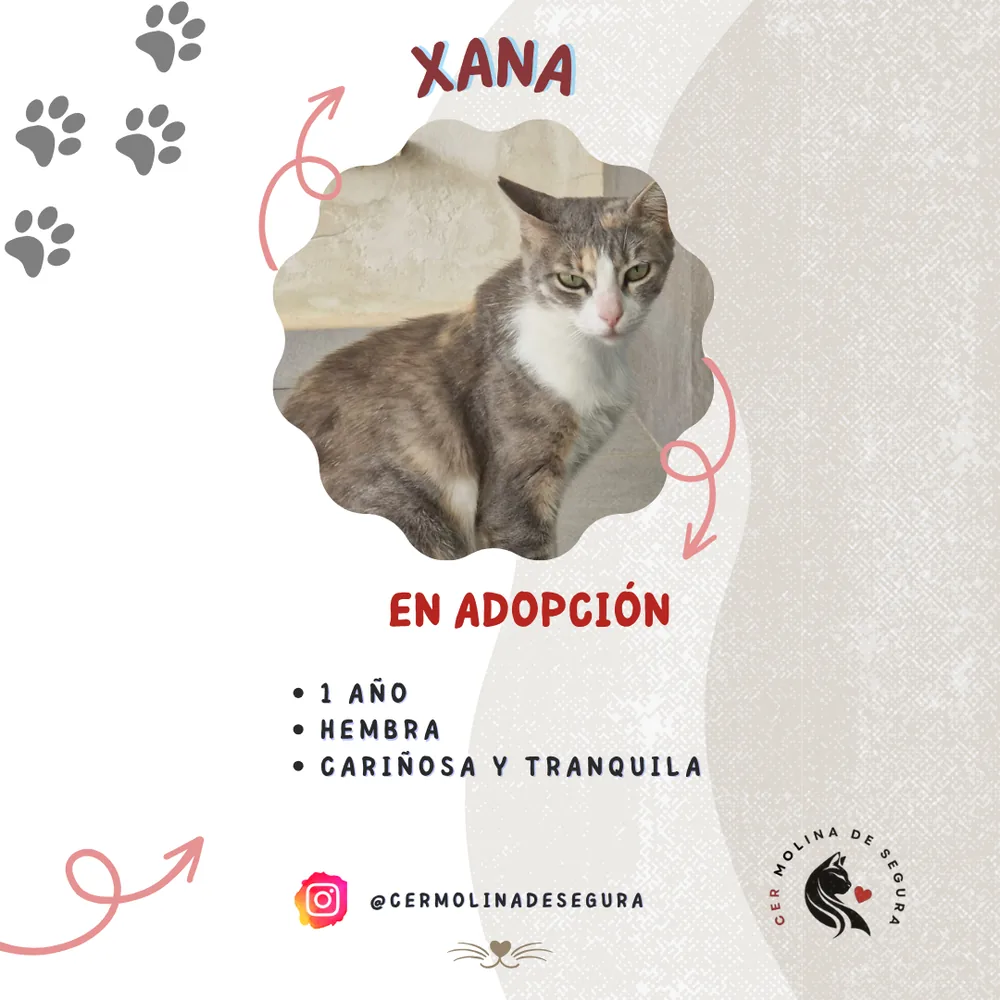 XANA
EN ADOPCIÓN
• 1 AÑO
• HEMBRA
• CARIÑOSA Y TRANQUILA
@CERMOLINADESEGURA
CER MOLINA DE SEGURA